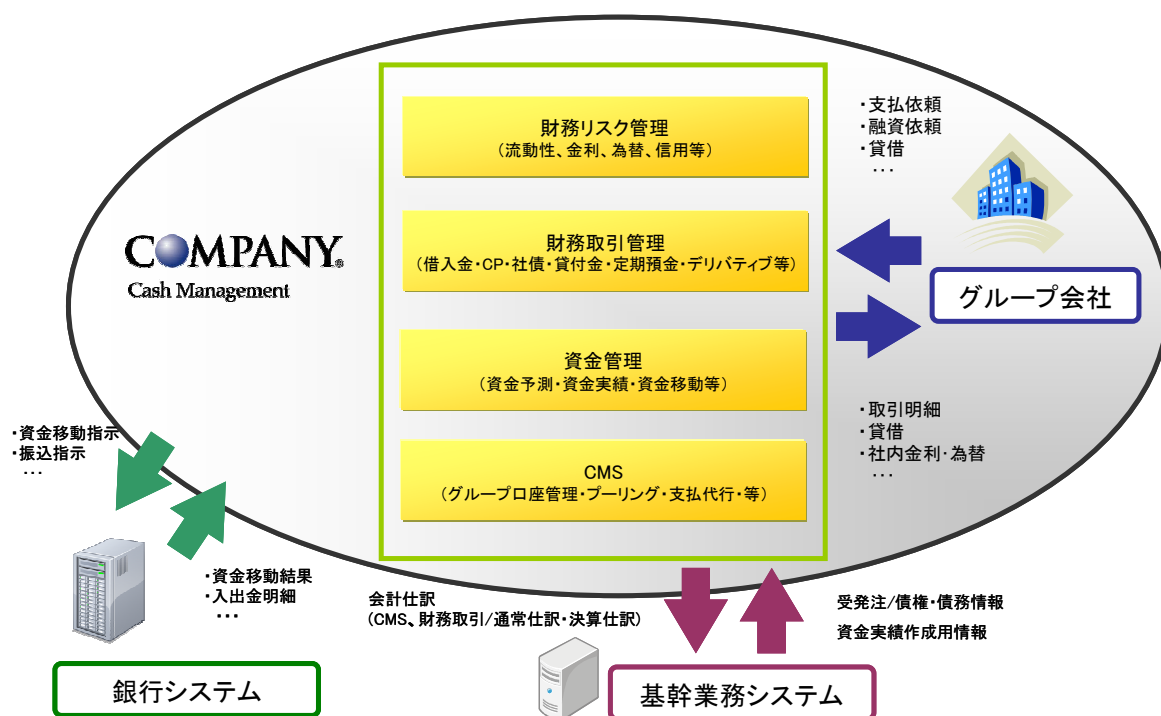 財務リスク管理
（流動性、金利、為替、信用等）
・支払依頼
・融資依頼
・貸借
・・・
COMPANY®
Cash Management
財務取引管理
（借入金・CP・社債・貸付金・定期預金・デリバティブ等）
グループ会社
資金管理
（資金予測・資金実績・資金移動等）
・取引明細
・貸借
・社内金利・為替
・・・
・資金移動指示
・振込指示
・・・
CMS
（グループ口座管理・プーリング・支払代行・等）
・資金移動結果
・入出金明細
・・・
会計仕訳
(CMS、財務取引/通常仕訳・決算仕訳)
受発注/債権・債務情報
資金実績作成用情報
銀行システム
基幹業務システム